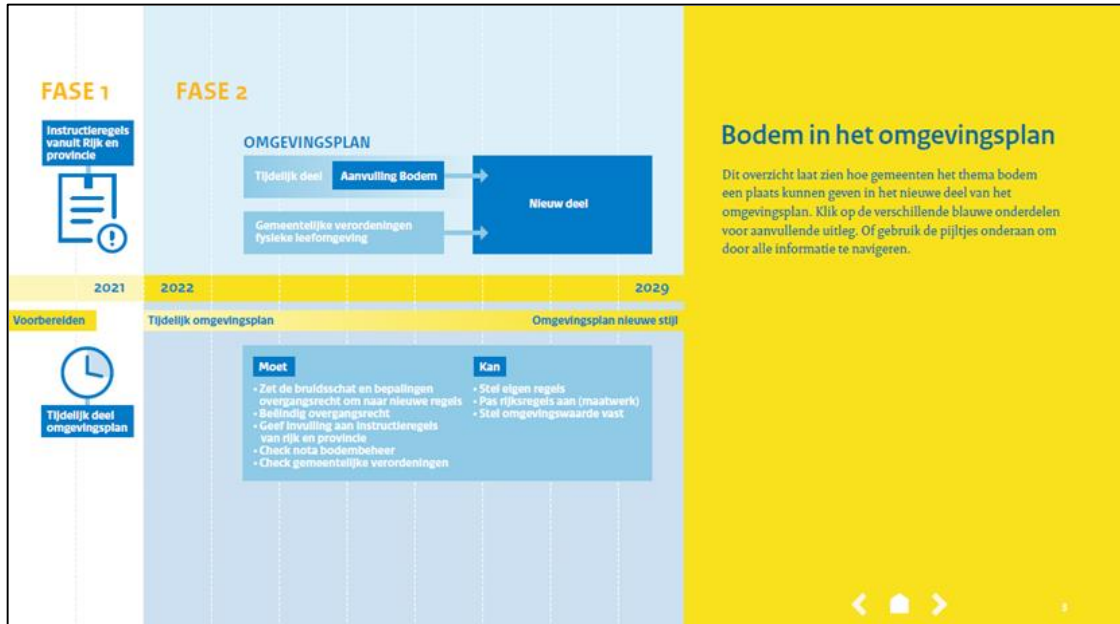 FASE 1
Instructieregels
vanuit Rijk en
provincie
FASE 2
OMGEVINGSPLAN
Tijdelijk deel
Aanvulling Bodem
Nieuw deel
Gemeentelijke verordeningen
fysieke leefomgeving
2021
2022
2029
Voorbereiden
Tijdelijk omgevingsplan
Omgevingsplan nieuwe stijl
Tijdelijk deel
omgevingsplan
Moet
• Zet de bruidsschat en bepalingen
overgangsrecht om naar nieuwe regels
• Beëindig overgangsrecht
• Geef invulling aan instructieregels
van rijk en provincie
• Check nota bodembeheer
• Check gemeentelijke verordeningen
Kan
• Stel eigen regels
• Pas rijksregels aan (maatwerk)
• Stel omgevingswaarde vast
Bodem in het omgevingsplan
Dit overzicht laat zien hoe gemeenten het thema bodem
een plaats kunnen geven in het nieuwe deel van het
omgevingsplan. Klik op de verschillende blauwe onderdelen
voor aanvullende uitleg. Of gebruik de pijltjes onderaan om
door alle informatie te navigeren.